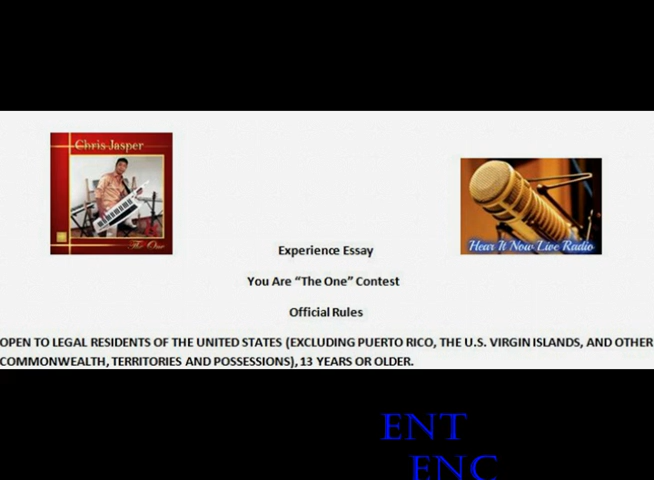 Chris Jasper
The One
Hear It Now Live Radio
Experience Essay
You Are “The One” Contest
Official Rules
OPEN TO LEGAL RESIDENTS OF THE UNITED STATES (EXCLUDING PUERTO RICO, THE U.S. VIRGIN ISLANDS, AND OTHER
COMMONWEALTH, TERRITORIES AND POSSESSIONS), 13 YEARS OR OLDER.
ENT
ENC